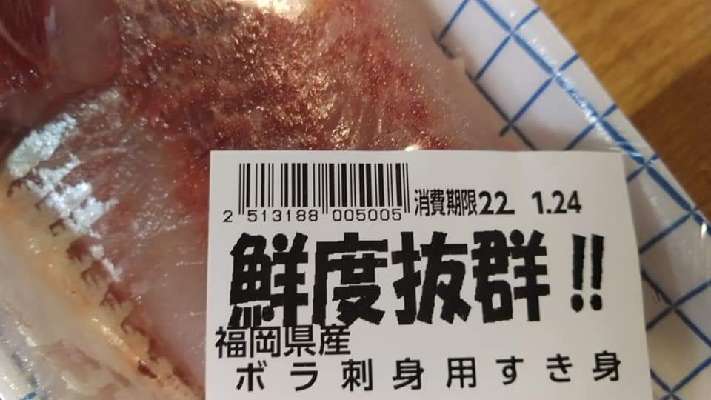 2 513188 005005
消費期限22 1.24
鮮度抜群!!
福岡県産
ボラ刺身用すき身